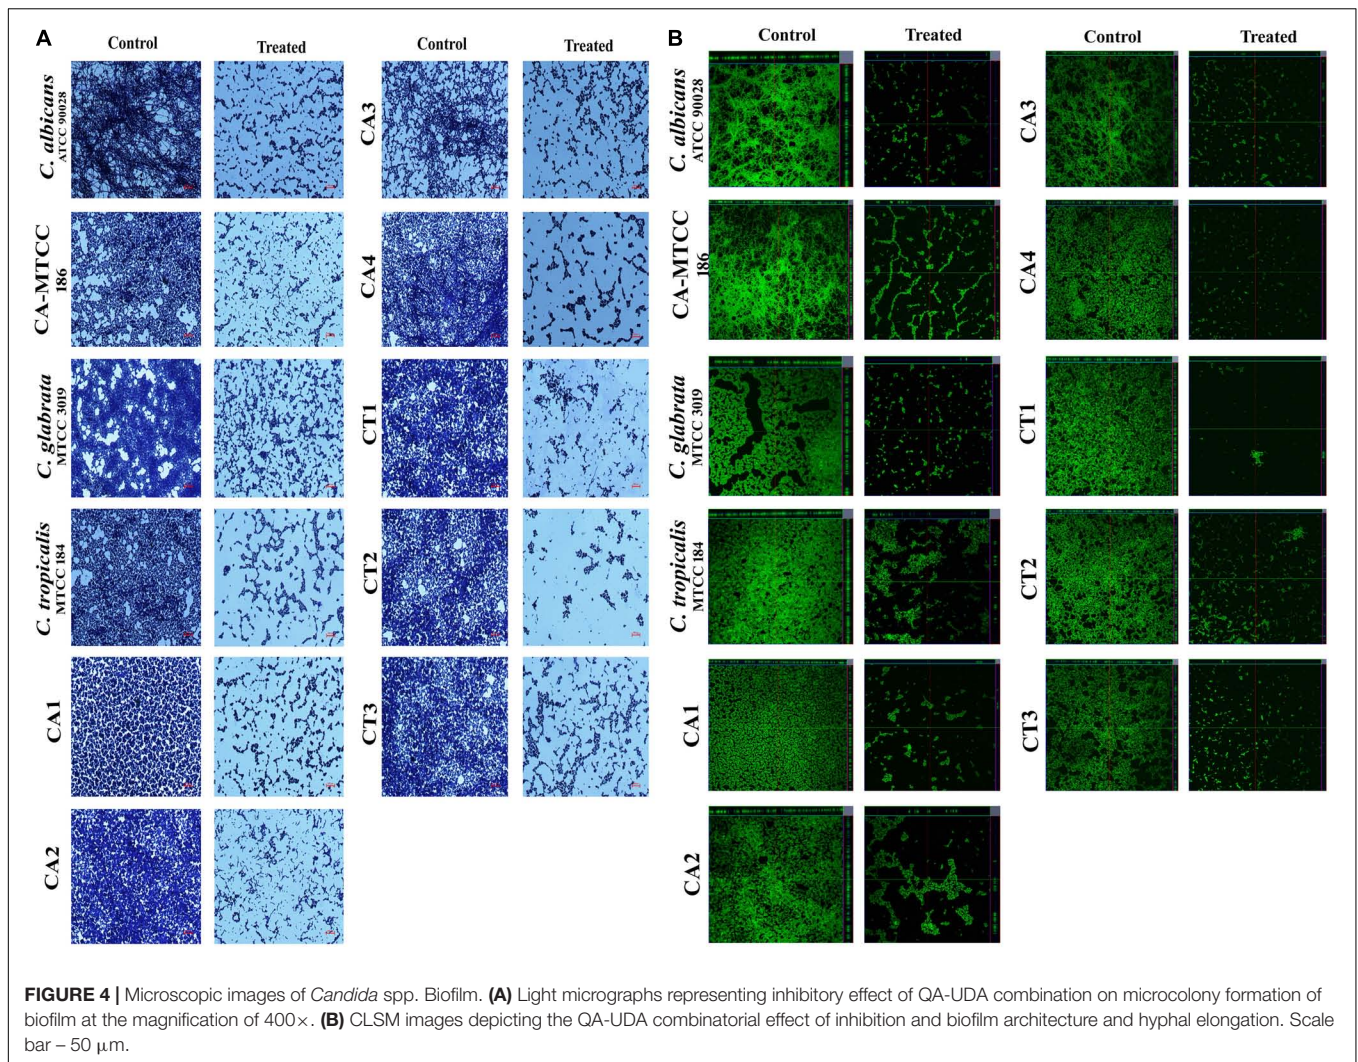 A
Control
Treated
Control
Treated
C. albicans
ATCC 90028
CA3
CA-MTCC
186
CA4
C. glabrata
MTCC 3019
CT1
C. tropicalis
MTCC 184
CT2
CA1
CT3
CA2
B
Control
Treated
Control
Treated
C. albicans
ATCC 90028
CA3
CA-MTCC
186
CA4
C. glabrata
MTCC 3019
CT1
C. tropicalis
MTCC 184
CT2
CA1
CT3
CA2
FIGURE 4 | Microscopic images of Candida spp. Biofilm. (A) Light micrographs representing inhibitory effect of QA-UDA combination on microcolony formation of
biofilm at the magnification of 400×. (B) CLSM images depicting the QA-UDA combinatorial effect of inhibition and biofilm architecture and hyphal elongation. Scale
bar – 50 μm.